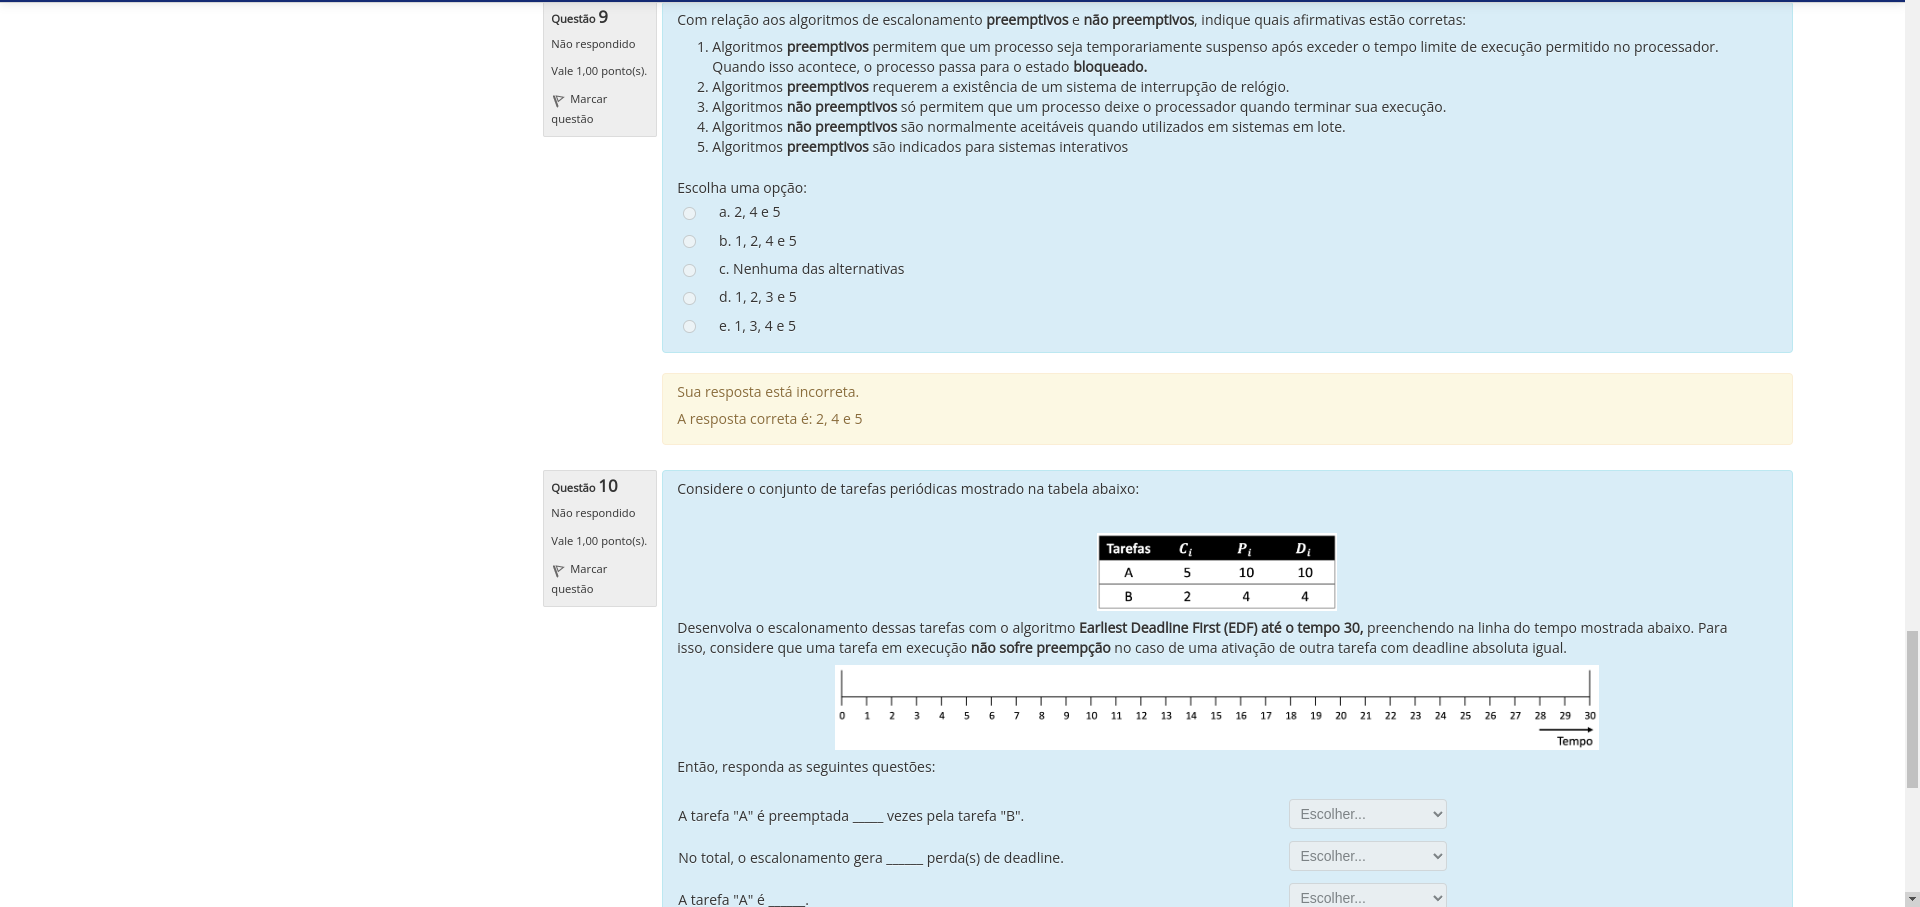 Questão 9
Não respondido
Vale 1,00 ponto(s).
Marcar
questão
Com relação aos algoritmos de escalonamento preemptivos e não preemptivos, indique quais afirmativas estão corretas:
1. Algoritmos preemptivos permitem que um processo seja temporariamente suspenso após exceder o tempo limite de execução permitido no processador.
Quando isso acontece, o processo passa para o estado bloqueado.
2. Algoritmos preemptivos requerem a existência de um sistema de interrupção de relógio.
3. Algoritmos não preemptivos só permitem que um processo deixe o processador quando terminar sua execução.
4. Algoritmos não preemptivos são normalmente aceitáveis quando utilizados em sistemas em lote.
5. Algoritmos preemptivos são indicados para sistemas interativos
Escolha uma opção:
a. 2, 4 e 5
b. 1, 2, 4 e 5
c. Nenhuma das alternativas
d. 1, 2, 3 e 5
e. 1, 3, 4 e 5
Sua resposta está incorreta.
A resposta correta é: 2, 4 e 5
Questão 10
Não respondido
Vale 1,00 ponto(s).
Marcar
questão
Considere o conjunto de tarefas periódicas mostrado na tabela abaixo:
Tarefas Ci Pi Di
A 5 10 10
B 2 4 4
Desenvolva o escalonamento dessas tarefas com o algoritmo Earliest Deadline First (EDF) até o tempo 30, preenchendo na linha do tempo mostrada abaixo. Para
isso, considere que uma tarefa em execução não sofre preempção no caso de uma ativação de outra tarefa com deadline absoluta igual.
0 1 2 3 4 5 6 7 8 9 10 11 12 13 14 15 16 17 18 19 20 21 22 23 24 25 26 27 28 29 30
Tempo
Então, responda as seguintes questões:
A tarefa "A" é preemptada _____ vezes pela tarefa "B".
Escolher...
No total, o escalonamento gera ______ perda(s) de deadline.
Escolher...
A tarefa "A" é ______.
Escolher...